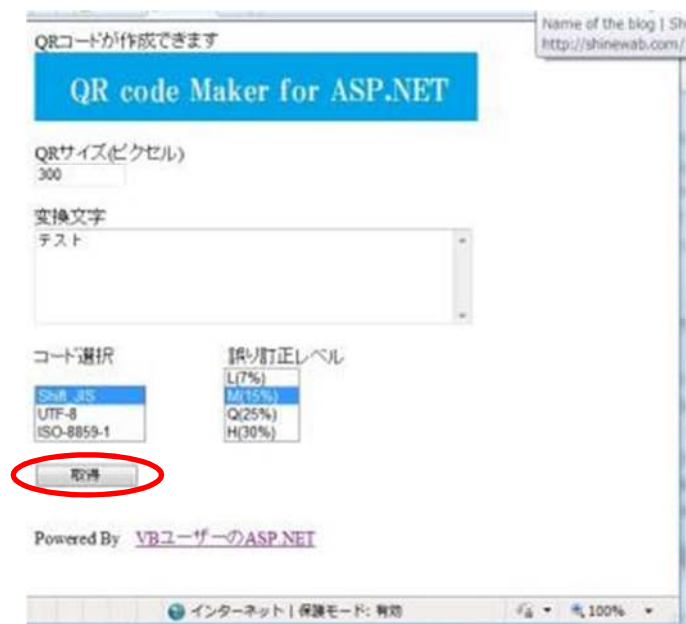 Name of the blog | Sh
http://shinewab.com/
QRコードが作成できます
QR code Maker for ASP.NET
QRサイズ(ピクセル)
300
変換文字
テスト
コード選択
誤り訂正レベル
Shift_JIS
UTF-8
ISO-8859-1
L(7%)
M(15%)
Q(25%)
H(30%)
取得
Powered By VBユーザーのASP.NET
インターネット | 保護モード: 有効
100%